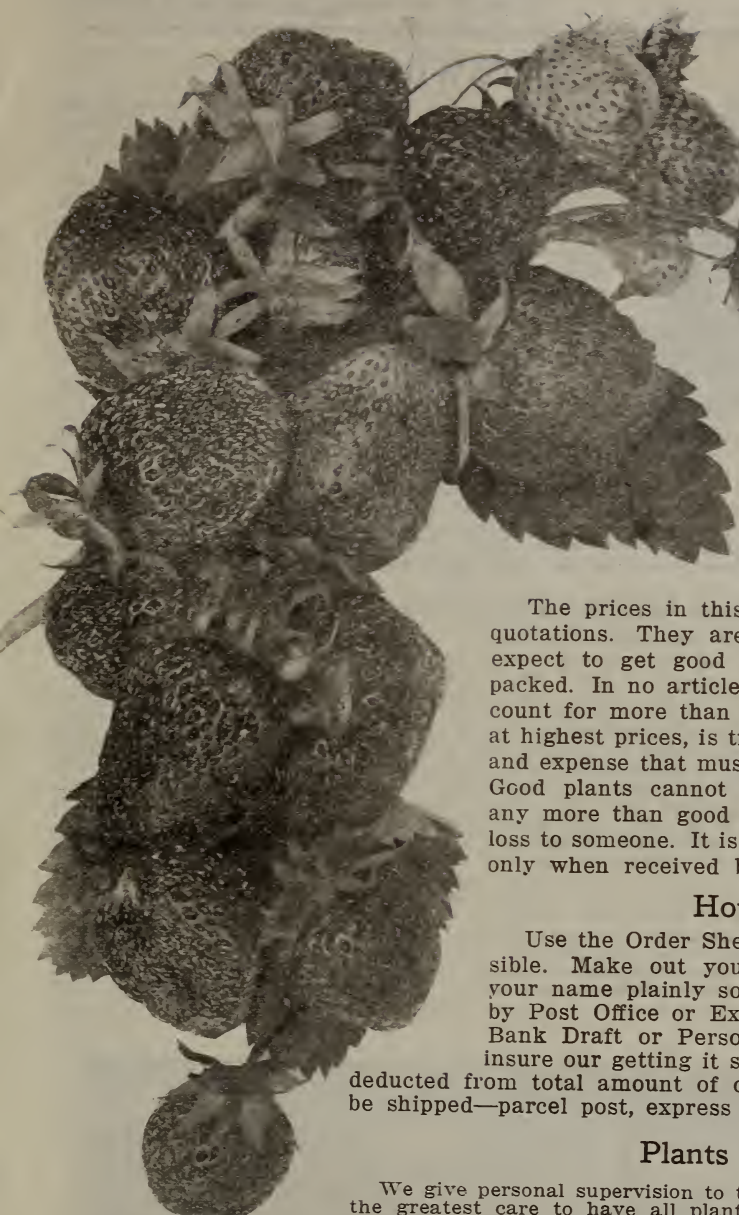 The prices in this
quotations. They are
expect to get good
packed. In no article
count for more than
at highest prices, is t
and expense that mus
Good plants cannot
any more than good
loss to someone. It is
only when received b
Ho
Use the Order She
sible. Make out you
your name plainly so
by Post Office or Ex
Bank Draft or Perso
insure our getting it s
deducted from total amount of o
be shipped—parcel post, express
Plants
We give personal supervision to t
the greatest care to have all plant